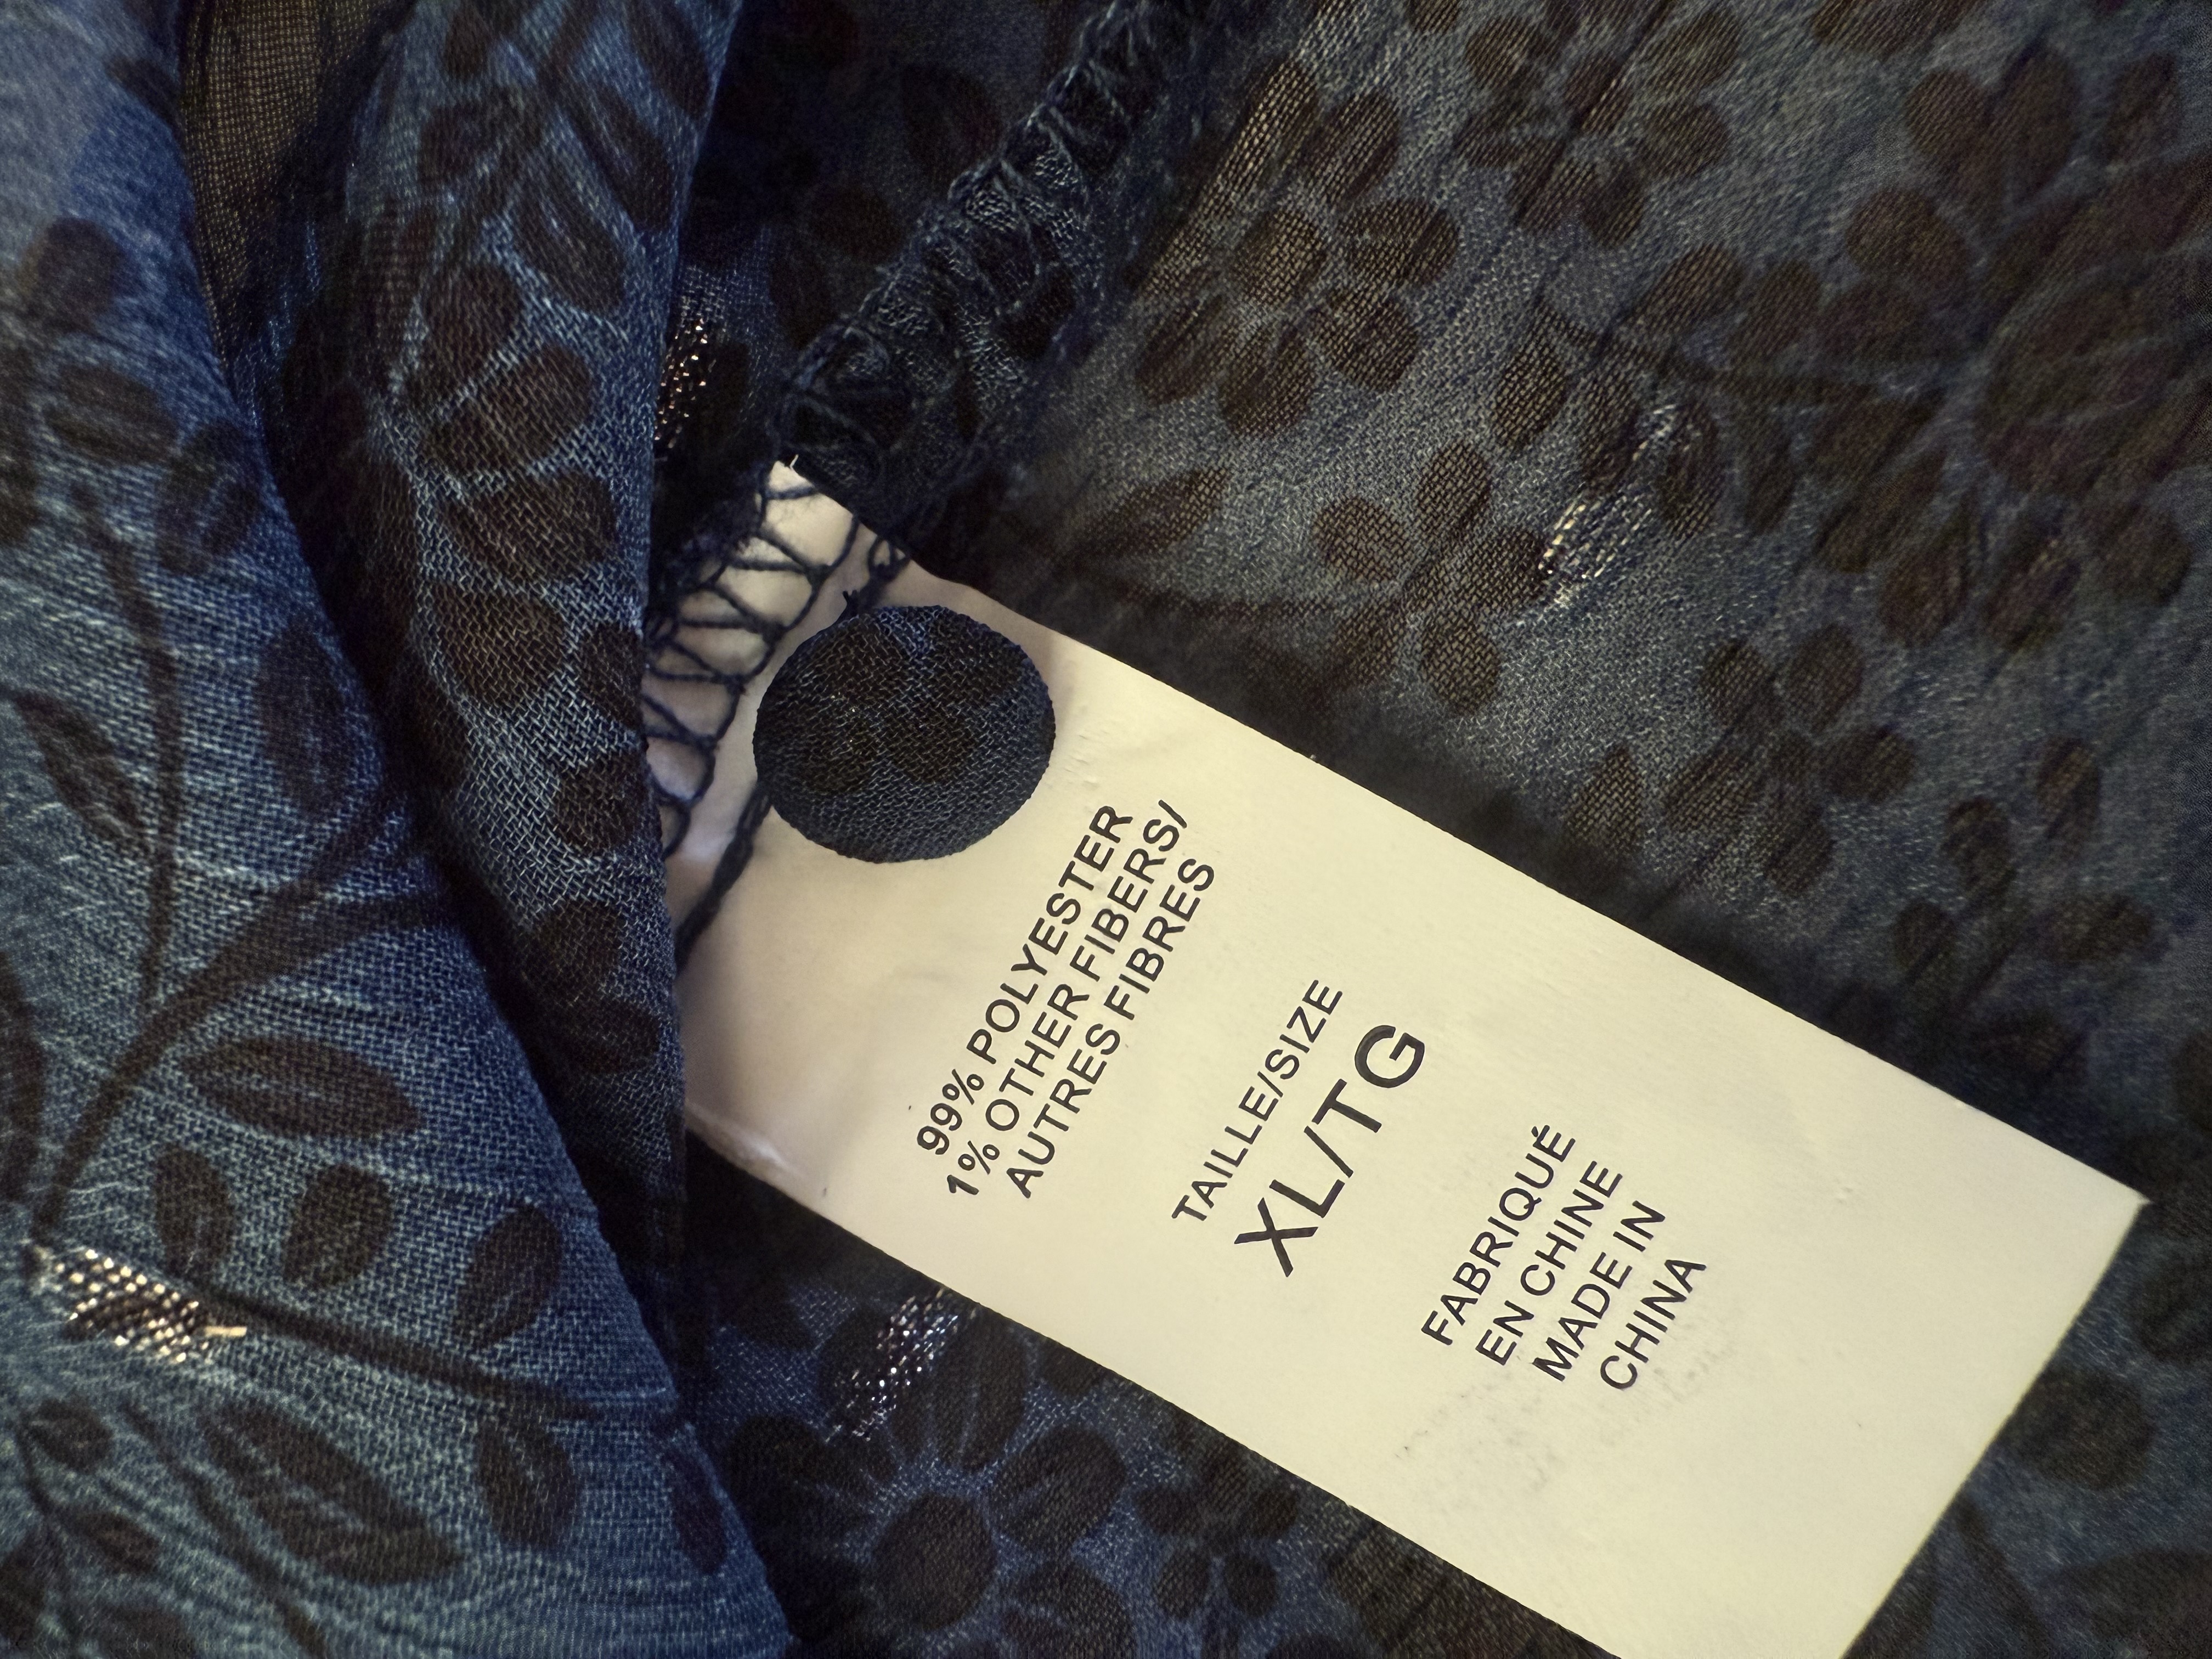 99% POLYESTER
1% OTHER FIBERS/
AUTRES FIBRES
TAILLE/SIZE
XL/TG
FABRIQUÉ
EN CHINE
MADE IN
CHINA